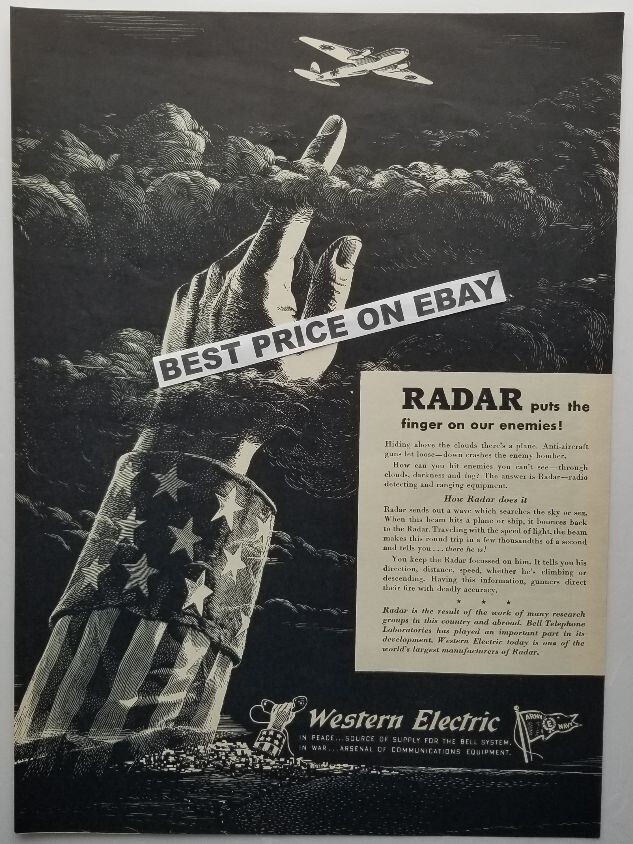 BEST PRICE ON EBAY
RADAR puts the
finger on our enemies!
Hiding above the clouds there's a plane. Anti-aircraft
guns let loose—down crashes the enemy bomber.
How can you hit enemies you can't see—through
clouds, darkness and fog? The answer is Radar—radio
detecting and ranging equipment.
How Radar does it
Radar sends out a wave which searches the sky or sea.
When this beam hits a plane or ship, it bounces back
to the Radar. Traveling with the speed of light, the beam
makes this round trip in a few thousandths of a second
and tells you . . . there he is!
You keep the Radar focussed on him. It tells you his
direction, distance, speed, whether he's climbing or
descending. Having this information, gunners direct
their fire with deadly accuracy.
Radar is the result of the work of many research
groups in this country and abroad. Bell Telephone
Laboratories has played an important part in its
development. Western Electric today is one of the
world's largest manufacturers of Radar.
Western Electric
ARMY E NAVY
IN PEACE...SOURCE OF SUPPLY FOR THE BELL SYSTEM.
IN WAR...ARSENAL OF COMMUNICATIONS EQUIPMENT.